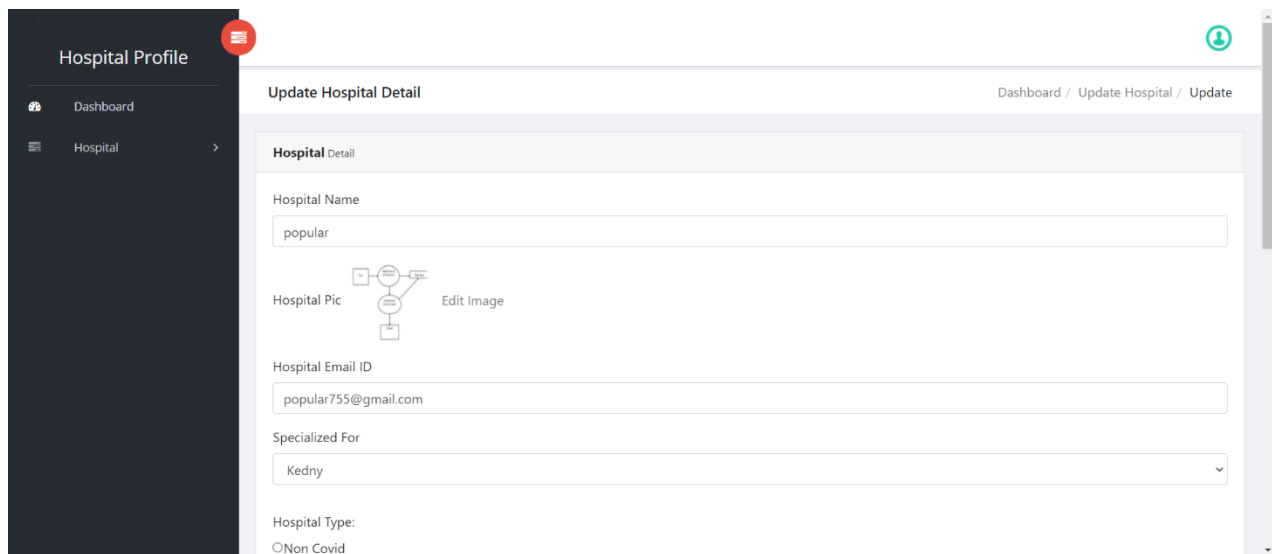 Hospital Profile
Dashboard
Hospital
Update Hospital Detail
Dashboard / Update Hospital / Update
Hospital Detail
Hospital Name
popular
Hospital Pic
Edit Image
Hospital Email ID
popular755@gmail.com
Specialized For
Kedny
Hospital Type:
Non Covid